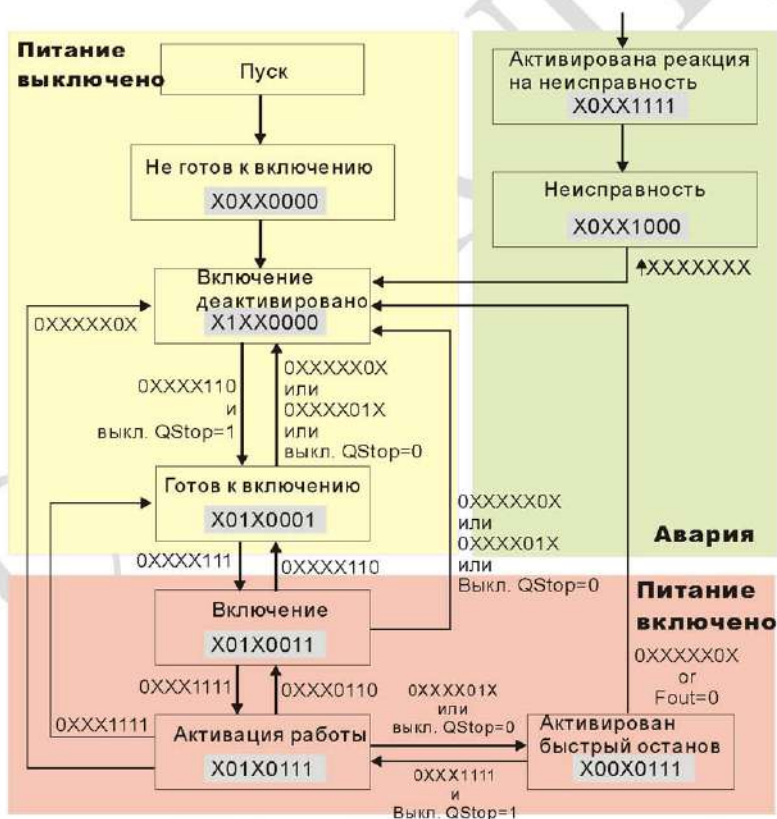 Питание
выключено
Пуск
Не готов к включению
X0XX0000
Включение
деактивировано
X1XX0000
0XXXXX0X
0XXXX110
и
выкл. QStop=1
0XXXXX0X
или
0XXXX01X
или
выкл. QStop=0
Готов к включению
X01X0001
0XXXX111
0XXXX110
Активирована реакция
на неисправность
X0XX1111
Неисправность
X0XX1000
XXXXXXX
Авария
0XXXXX0X
или
0XXXX01X
или
Выкл. QStop=0
Питание
включено
Включение
X01X0011
0XXX1111
0XXX0110
0XXX1111
Активация работы
X01X0111
0XXXX01X
или
выкл. QStop=0
0XXXXX0X
or
Fout=0
Активирован
быстрый останов
X00X0111
0XXX1111
и
Выкл. QStop=1